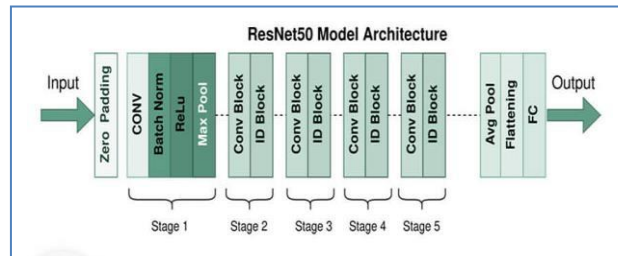 ResNet50 Model Architecture
Input
Zero Padding
CONV
Batch Norm
ReLu
Max Pool
Conv Block
ID Block
Conv Block
ID Block
Conv Block
ID Block
Conv Block
ID Block
Avg Pool
Flattening
FC
Output
Stage 1
Stage 2
Stage 3
Stage 4
Stage 5